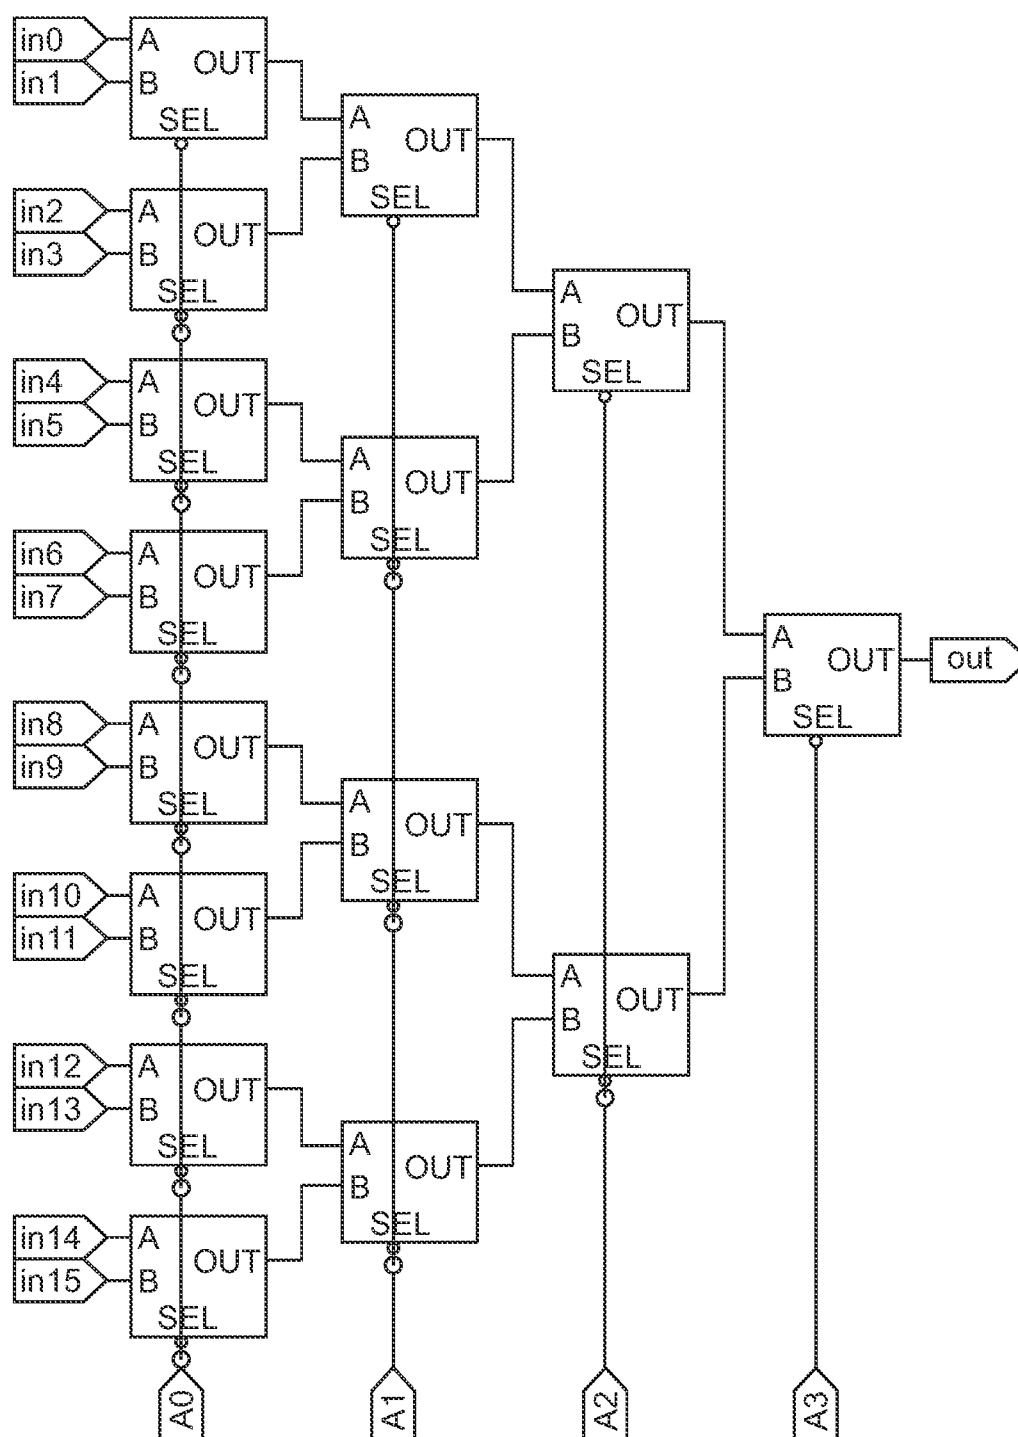 in0
in1
A
B
OUT
SEL
in2
in3
A
B
OUT
SEL
in4
in5
A
B
OUT
SEL
in6
in7
A
B
OUT
SEL
in8
in9
A
B
OUT
SEL
in10
in11
A
B
OUT
SEL
in12
in13
A
B
OUT
SEL
in14
in15
A
B
OUT
SEL
A
B
OUT
SEL
A
B
OUT
SEL
A
B
OUT
SEL
A
B
OUT
SEL
A
B
OUT
SEL
A
B
OUT
SEL
A
B
OUT
SEL
out
A0
A1
A2
A3